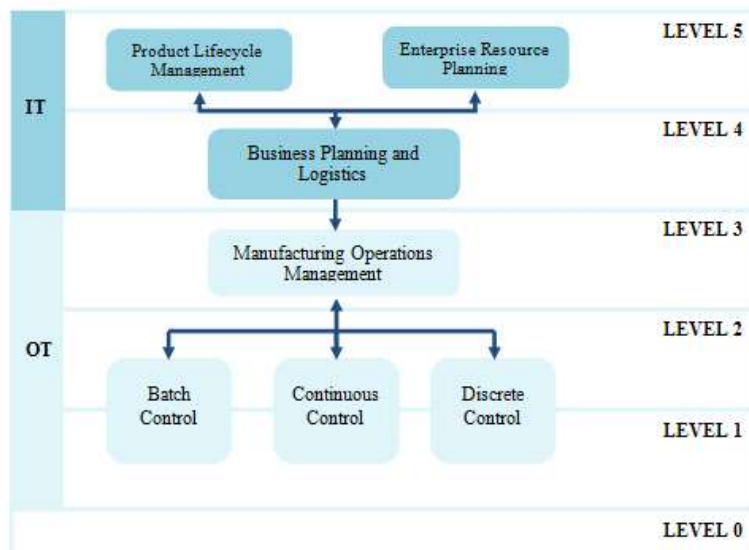 LEVEL 5
Product Lifecycle
Management
Enterprise Resource
Planning
IT
LEVEL 4
Business Planning and
Logistics
LEVEL 3
Manufacturing Operations
Management
LEVEL 2
OT
Batch
Control
Continuous
Control
Discrete
Control
LEVEL 1
LEVEL 0